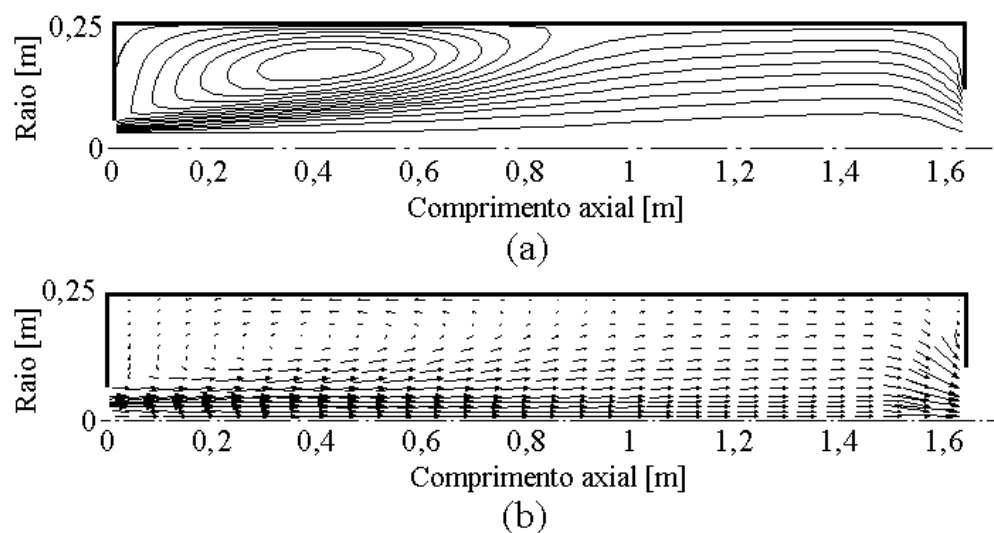 0,25
Raio [m]
0
0 0,2 0,4 0,6 0,8 1 1,2 1,4 1,6
Comprimento axial [m]
(a)
0,25
Raio [m]
0
0 0,2 0,4 0,6 0,8 1 1,2 1,4 1,6
Comprimento axial [m]
(b)